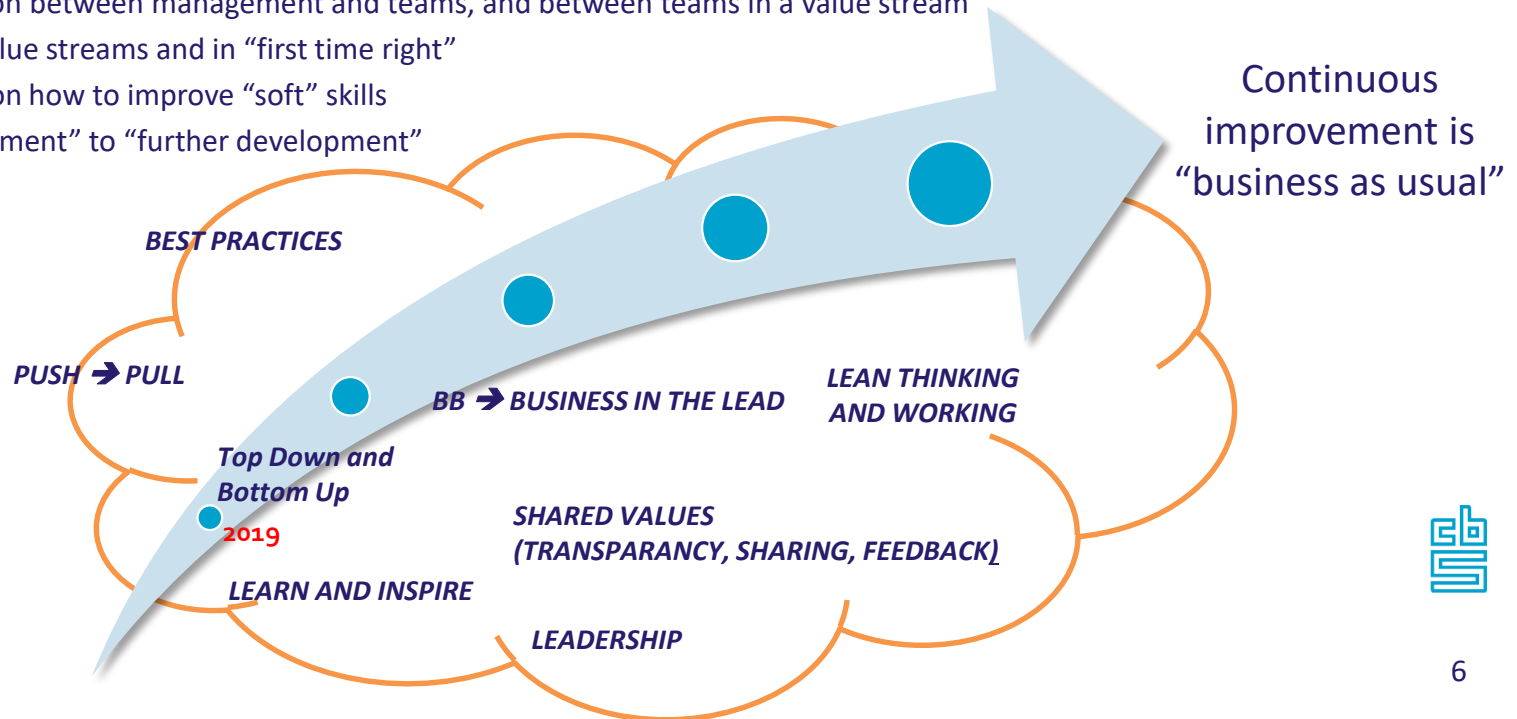 on between management and teams, and between teams in a value stream
lue streams and in “first time right”
on how to improve “soft” skills
ment” to “further development”
Continuous
improvement is
“business as usual”
BEST PRACTICES
PUSH ➔ PULL
BB ➔ BUSINESS IN THE LEAD
LEAN THINKING
AND WORKING
Top Down and
Bottom Up
2019
SHARED VALUES
(TRANSPARANCY, SHARING, FEEDBACK)
LEARN AND INSPIRE
LEADERSHIP
cbs
6